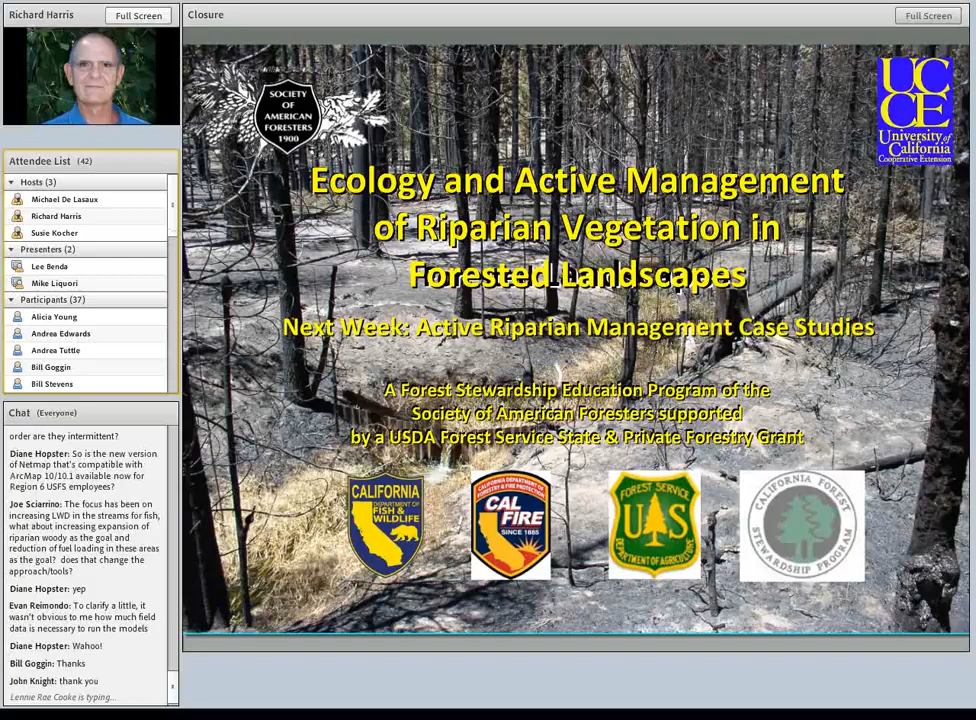 Richard Harris
Full Screen
Closure
Full Screen
SOCIETY
OF
AMERICAN
FORESTERS
1900
UC
CE
University of
California
Cooperative Extension
Ecology and Active Management
of Riparian Vegetation in
Forested Landscapes
Next Week: Active Riparian Management Case Studies
A Forest Stewardship Education Program of the
Society of American Foresters supported
by a USDA Forest Service State & Private Forestry Grant
CALIFORNIA
DEPARTMENT OF
FISH &
WILDLIFE
CALIFORNIA DEPARTMENT OF
FORESTRY & FIRE PROTECTION
CAL
FIRE
SINCE 1885
FOREST SERVICE
U S
DEPARTMENT OF AGRICULTURE
CALIFORNIA FOREST
STEWARDSHIP PROGRAM
Attendee List (42)
Hosts (3)
Michael De Lasaux
Richard Harris
Susie Kocher
Presenters (2)
Lee Benda
Mike Liquori
Participants (37)
Alicia Young
Andrea Edwards
Andrea Tuttle
Bill Goggin
Bill Stevens
Chat (Everyone)
order are they intermittent?
Diane Hopster: So is the new version
of Netmap that's compatible with
ArcMap 10/10.1 available now for
Region 6 USFS employees?
Joe Sciarrino: The focus has been on
increasing LWD in the streams for fish,
what about increasing expansion of
riparian woody as the goal and
reduction of fuel loading in these areas
as the goal? does that change the
approach/tools?
Diane Hopster: yep
Evan Reimondo: To clarify a little, it
wasn't obvious to me how much field
data is necessary to run the models
Diane Hopster: Wahoo!
Bill Goggin: Thanks
John Knight: thank you
Lennie Rae Cooke is typing...